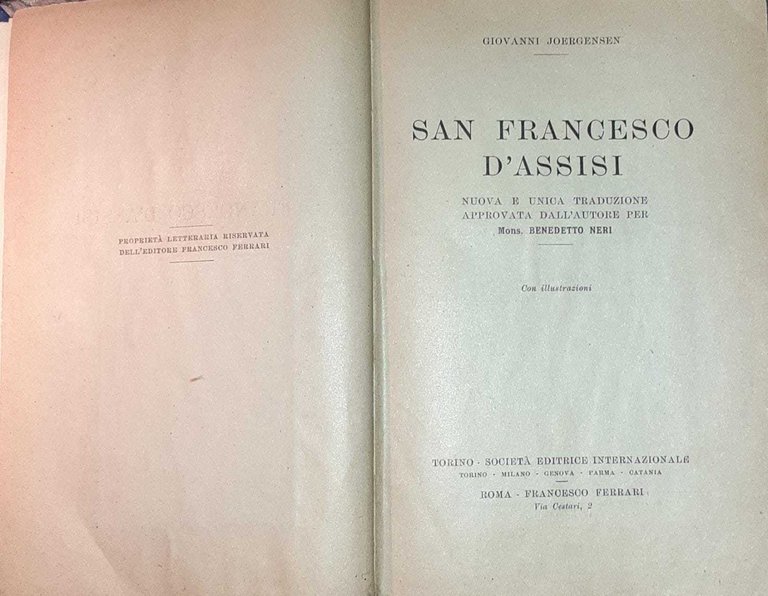 PROPRIETÀ LETTERARIA RISERVATA
DELL'EDITORE FRANCESCO FERRARI
GIOVANNI JOERGENSEN
SAN FRANCESCO
D'ASSISI
NUOVA E UNICA TRADUZIONE
APPROVATA DALL'AUTORE PER
Mons. BENEDETTO NERI
Con illustrazioni
TORINO - SOCIETÀ EDITRICE INTERNAZIONALE
TORINO - MILANO - GENOVA - PARMA - CATANIA
ROMA - FRANCESCO FERRARI
Via Cestari, 2